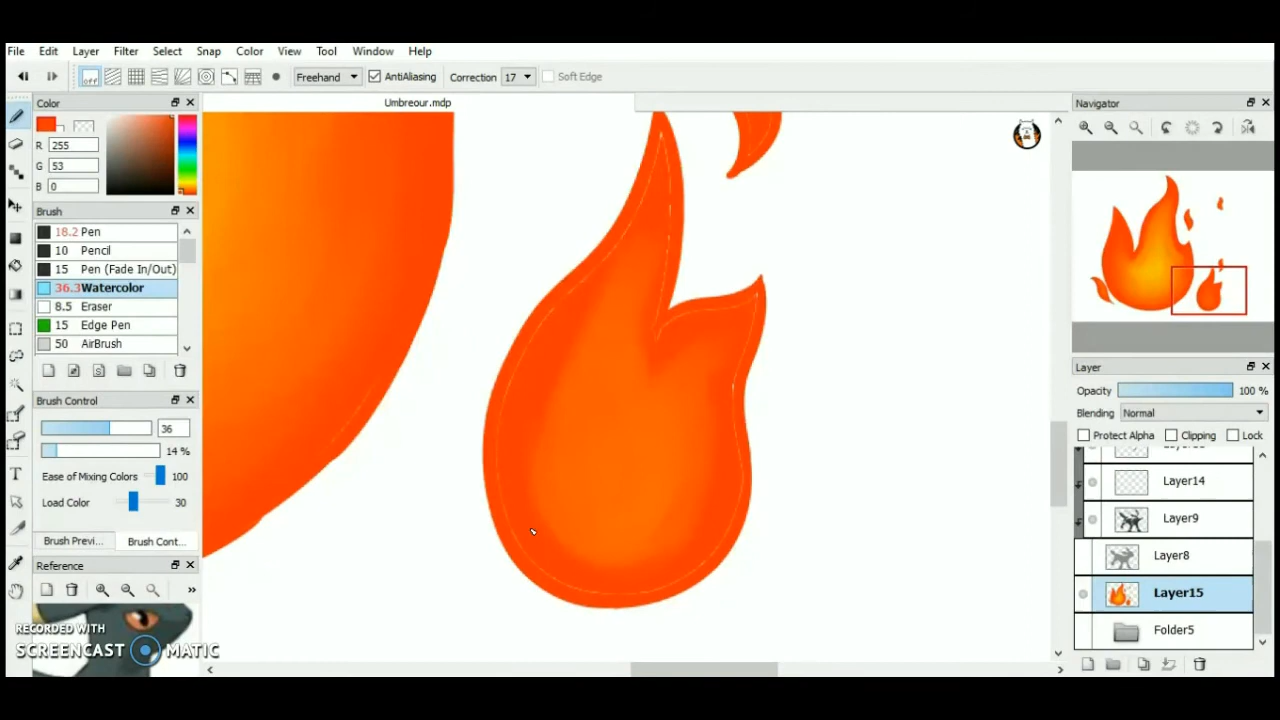 File Edit Layer Filter Select Snap Color View Tool Window Help
off Freehand AntiAliasing Correction 17 Soft Edge
Color
Umbreour.mdp
Navigator
R 255
G 53
B 0
Brush
18.2 Pen
10 Pencil
15 Pen (Fade In/Out)
36.3 Watercolor
8.5 Eraser
15 Edge Pen
50 AirBrush
Brush Control
36
14 %
Ease of Mixing Colors 100
Load Color 30
Brush Previ... Brush Cont...
Reference
»
RECORDED WITH
SCREENCAST MATIC
Layer
Opacity 100 %
Blending Normal
Protect Alpha Clipping Lock
Layer14
Layer9
Layer8
Layer15
Folder5
T